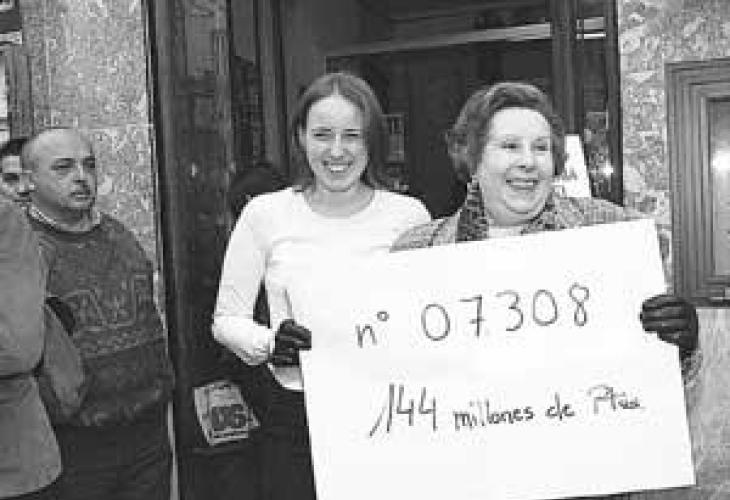 nº 07308
144 millones de Ptas